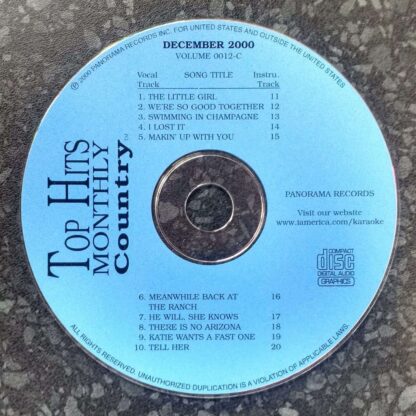 ℗ 2000 PANORAMA RECORDS INC. FOR UNITED STATES AND OUTSIDE THE UNITED STATES
DECEMBER 2000
VOLUME 0012-C
Vocal SONG TITLE Instru.
Track Track
1. THE LITTLE GIRL 11
2. WE'RE SO GOOD TOGETHER 12
3. SWIMMING IN CHAMPAGNE 13
4. I LOST IT 14
5. MAKIN' UP WITH YOU 15
TOP HITS
MONTHLY
Country
TM
PANORAMA RECORDS
Visit our website
www.tamerica.com/karaoke
COMPACT
disc
DIGITAL AUDIO
GRAPHICS
6. MEANWHILE BACK AT 16
THE RANCH
7. HE WILL, SHE KNOWS 17
8. THERE IS NO ARIZONA 18
9. KATIE WANTS A FAST ONE 19
10. TELL HER 20
ALL RIGHTS RESERVED. UNAUTHORIZED DUPLICATION IS A VIOLATION OF APPLICABLE LAWS.